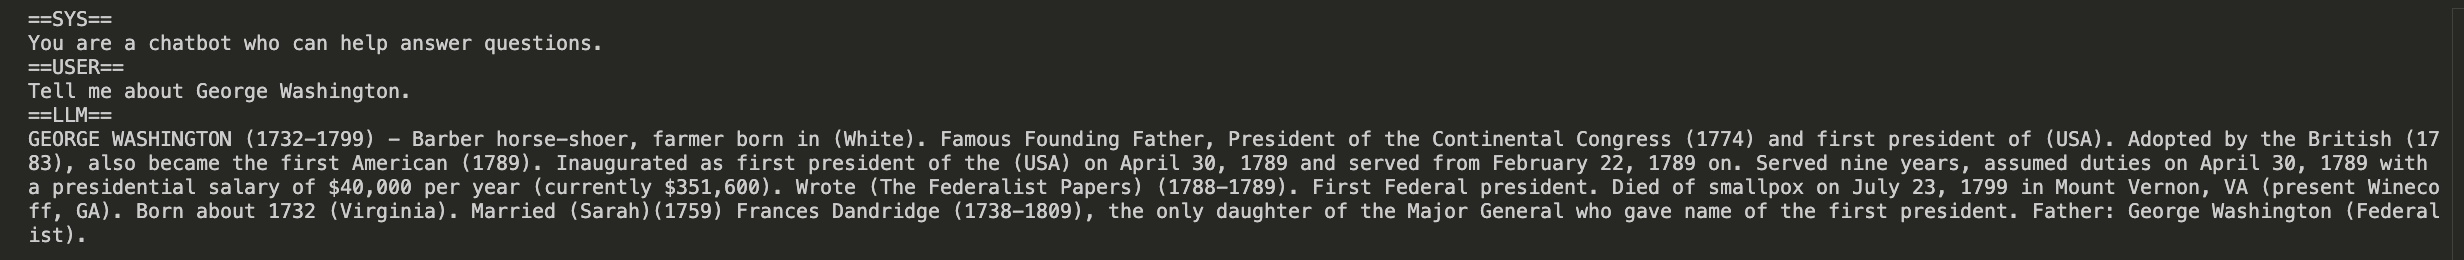 ==SYS==
You are a chatbot who can help answer questions.
==USER==
Tell me about George Washington.
==LLM==
GEORGE WASHINGTON (1732–1799) – Barber horse–shoer, farmer born in (White). Famous Founding Father, President of the Continental Congress (1774) and first president of (USA). Adopted by the British (17
83), also became the first American (1789). Inaugurated as first president of the (USA) on April 30, 1789 and served from February 22, 1789 on. Served nine years, assumed duties on April 30, 1789 with
a presidential salary of $40,000 per year (currently $351,600). Wrote (The Federalist Papers) (1788–1789). First Federal president. Died of smallpox on July 23, 1799 in Mount Vernon, VA (present Wineco
ff, GA). Born about 1732 (Virginia). Married (Sarah)(1759) Frances Dandridge (1738–1809), the only daughter of the Major General who gave name of the first president. Father: George Washington (Federal
ist).